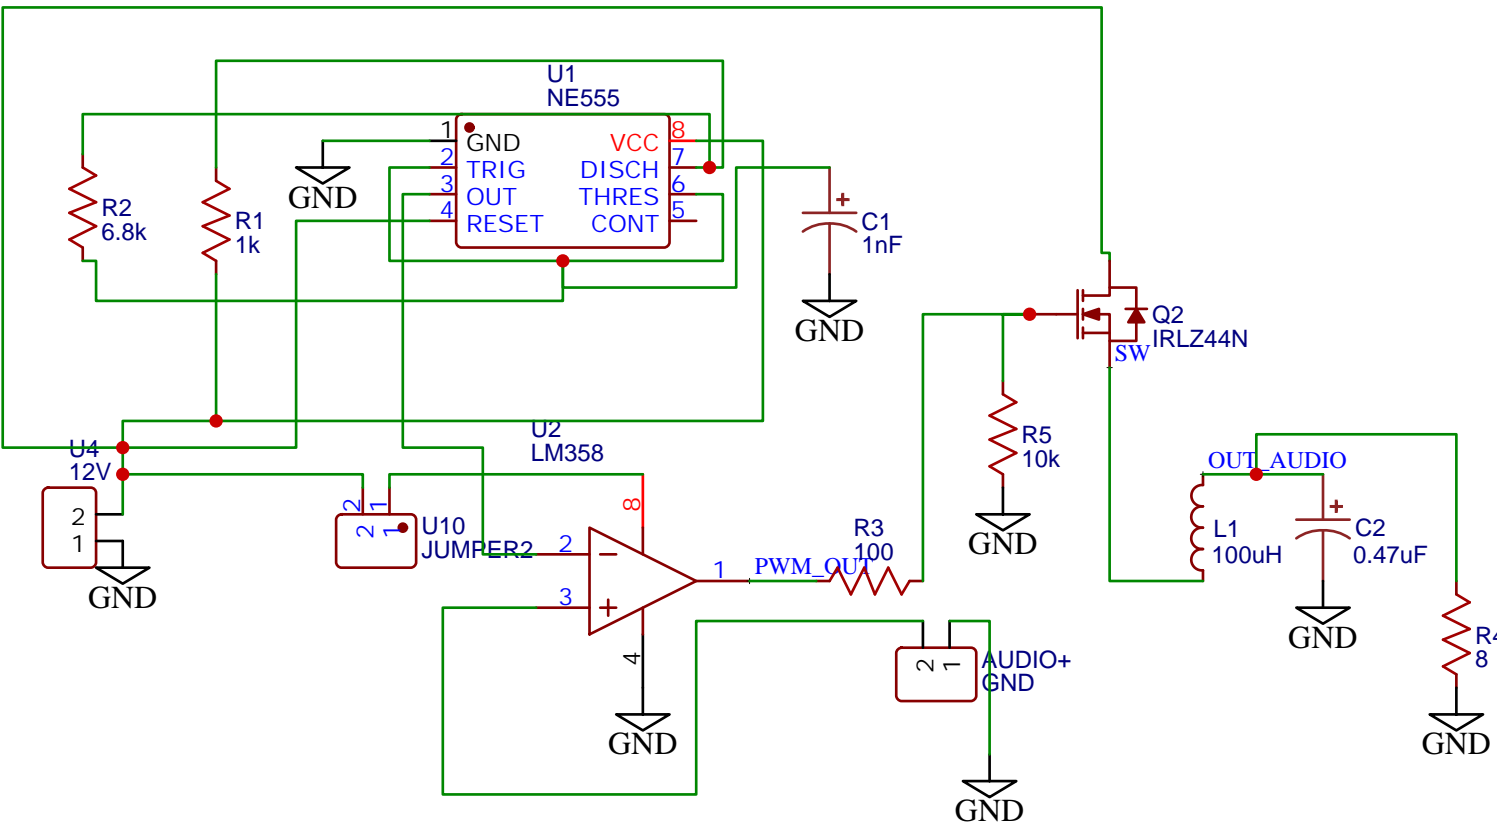 U1
NE555
1
GND
2
TRIG
3
OUT
4
RESET
VCC
8
DISCH
7
THRES
6
CONT
5
GND
R2
6.8k
R1
1k
+
C1
1nF
GND
Q2
IRLZ44N
SW
U4
12V
2
1
GND
2
1
2
1
U10
JUMPER2
U2
LM358
8
2
3
+
1
4
GND
PWM_OUT
R3
100
R5
10k
GND
2
1
AUDIO+
GND
GND
OUT_AUDIO
L1
100uH
+
C2
0.47uF
GND
R4
8
GND